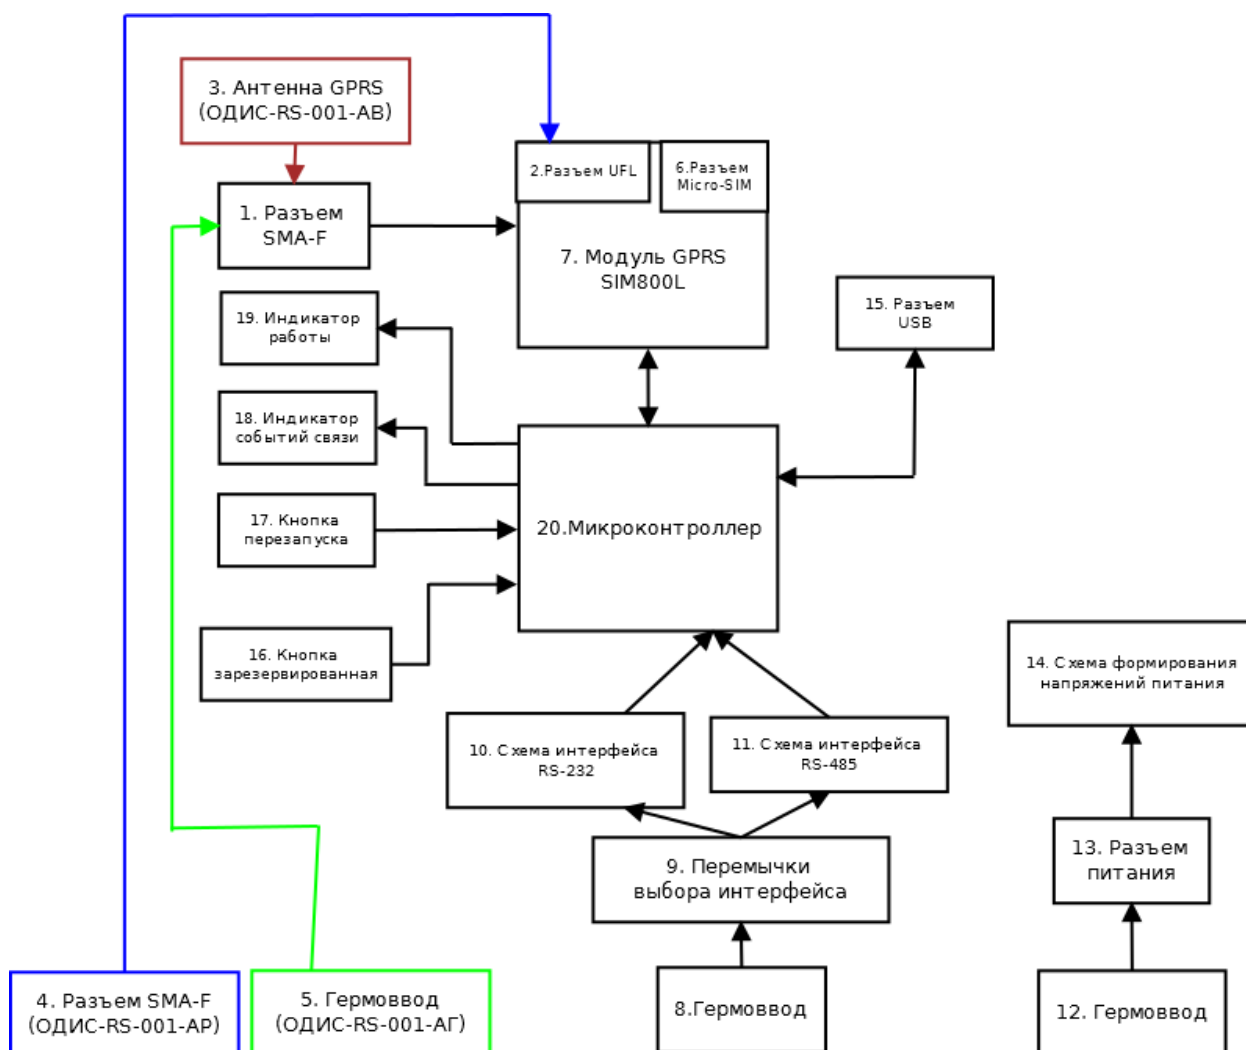 3. Антенна GPRS
(ОДИС-RS-001-АВ)
2.Разъем UFL
6.Разъем
Micro-SIM
1. Разъем
SMA-F
7. Модуль GPRS
SIM800L
19. Индикатор
работы
15. Разъем
USB
18. Индикатор
событий связи
17. Кнопка
перезапуска
20.Микроконтроллер
16. Кнопка
зарезервированная
14. Схема формирования
напряжений питания
10. Схема интерфейса
RS-232
11. Схема интерфейса
RS-485
9. Перемычки
выбора интерфейса
13. Разъем
питания
4. Разъем SMA-F
(ОДИС-RS-001-АР)
5. Гермоввод
(ОДИС-RS-001-АГ)
8.Гермоввод
12. Гермоввод